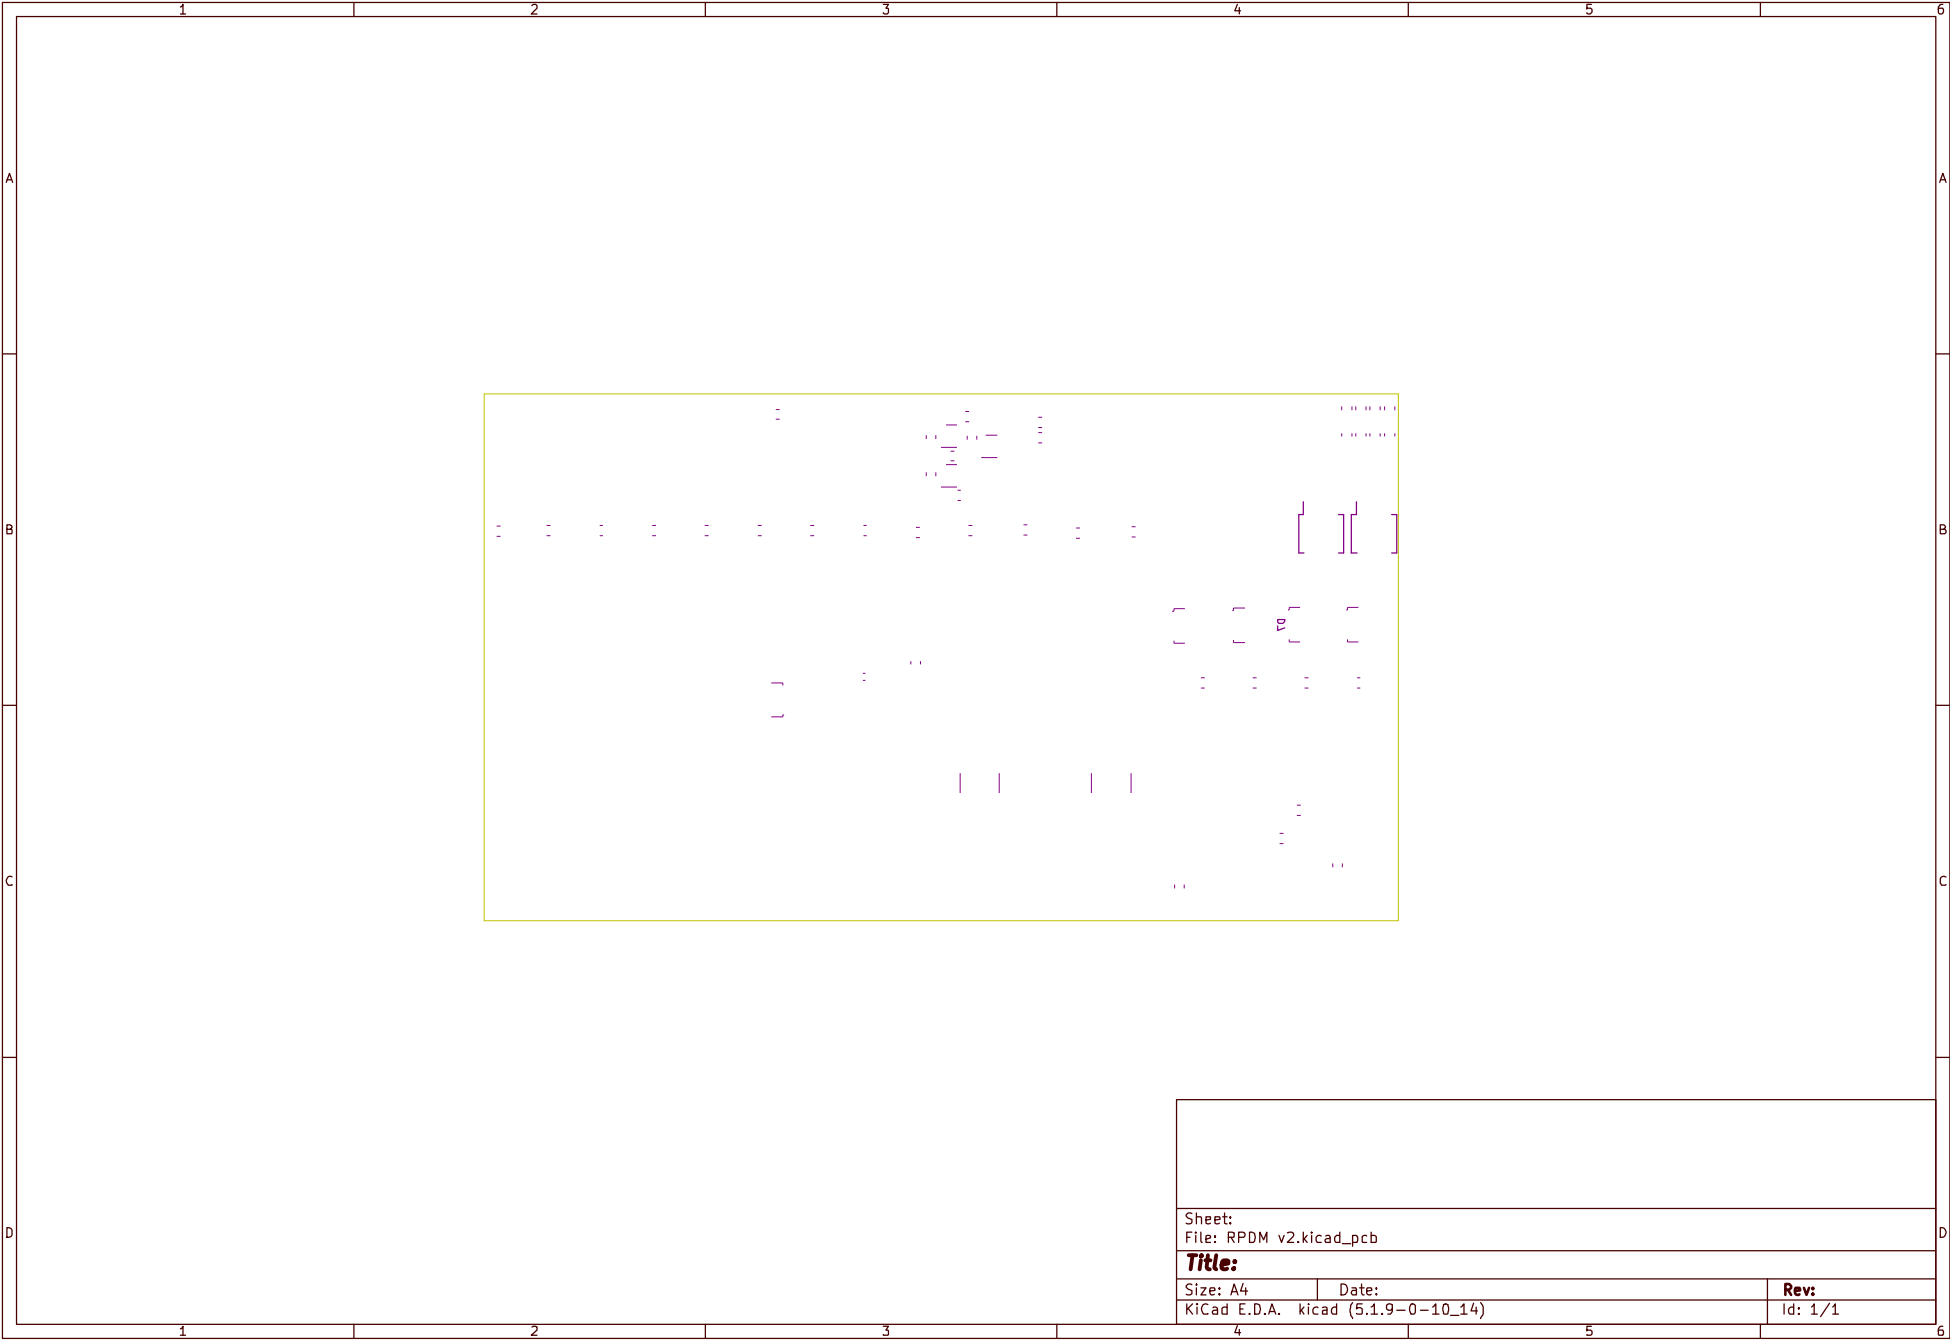 1 2 3 4 5 6
A A
B B
D7
C C
Sheet:
File: RPDM v2.kicad_pcb
D D
Title:
Size: A4 Date: Rev:
KiCad E.D.A. kicad (5.1.9-0-10_14) Id: 1/1
1 2 3 4 5 6